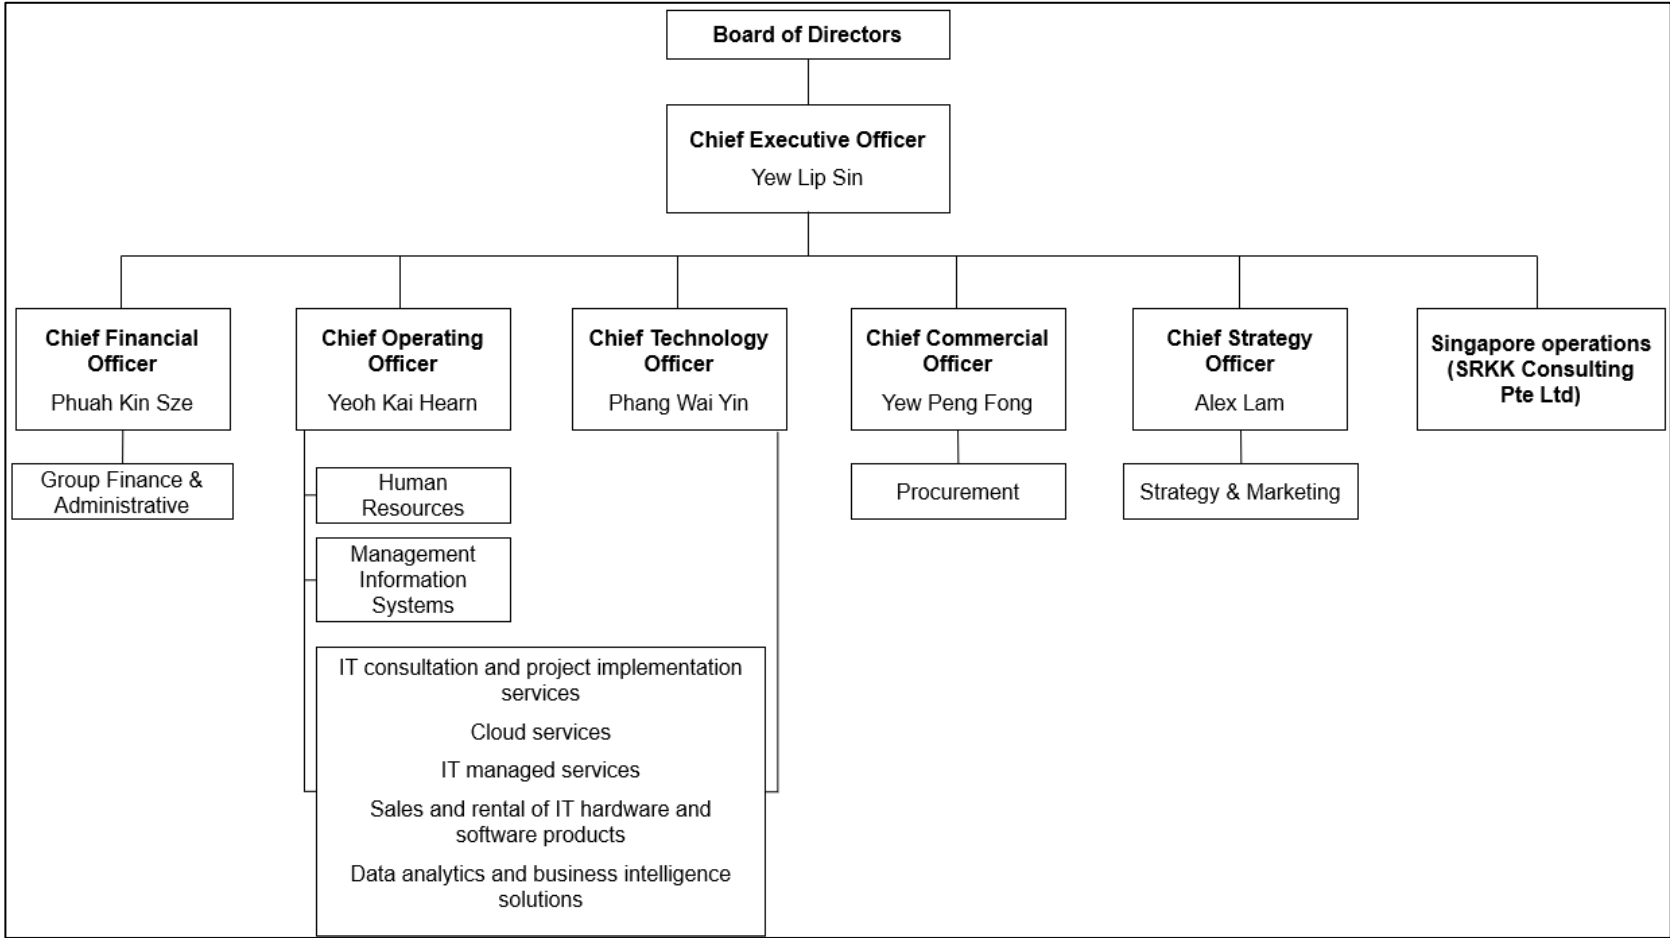 Board of Directors
Chief Executive Officer
Yew Lip Sin
Chief Financial
Officer
Phuah Kin Sze
Chief Operating
Officer
Yeoh Kai Hearn
Chief Technology
Officer
Phang Wai Yin
Chief Commercial
Officer
Yew Peng Fong
Chief Strategy
Officer
Alex Lam
Singapore operations
(SRKK Consulting
Pte Ltd)
Group Finance &
Administrative
Human
Resources
Management
Information
Systems
IT consultation and project implementation
services
Cloud services
IT managed services
Sales and rental of IT hardware and
software products
Data analytics and business intelligence
solutions
Procurement
Strategy & Marketing